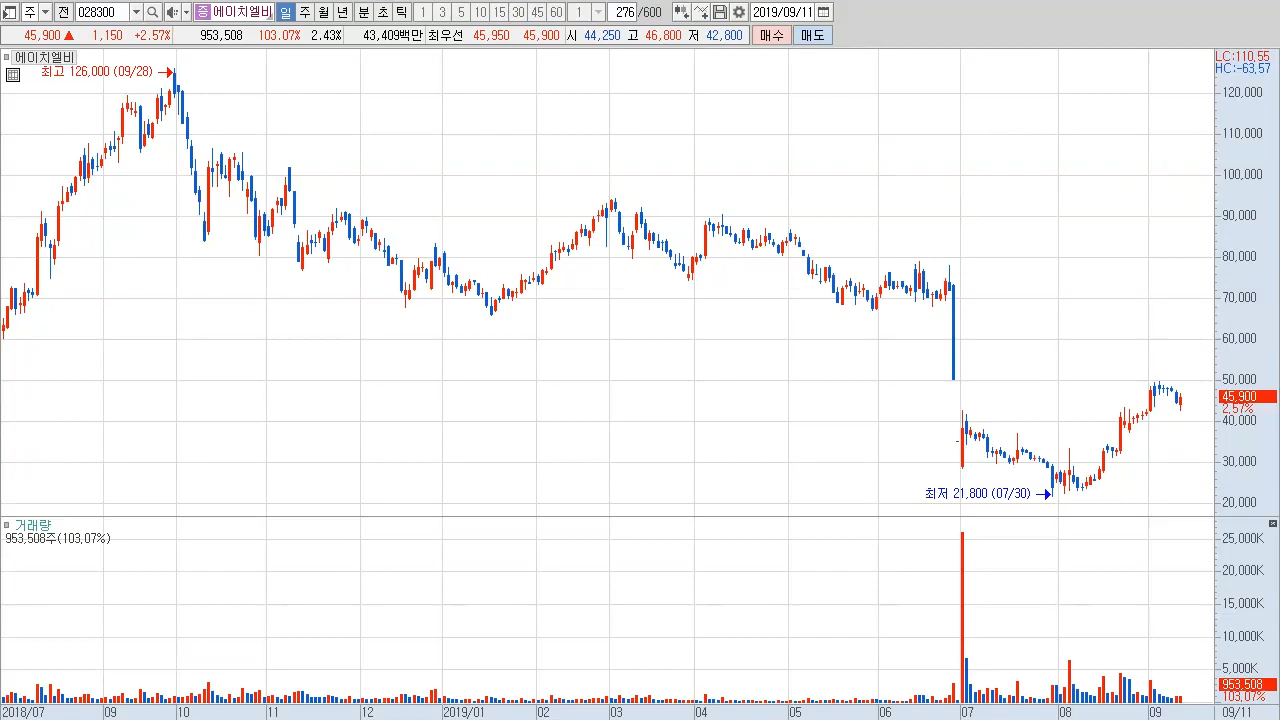 주 전 028300 증 에이치엘비 일 주 월 년 분 초 틱 1 3 5 10 15 30 45 60 1 276 /600 2019/09/11
45,900 ▲ 1,150 +2.57% 953,508 103.07% 2.43% 43,409백만 최우선 45,950 45,900 시 44,250 고 46,800 저 42,800 매수 매도
에이치엘비
LC:110.55
HC:-63.57
최고 126,000 (09/28)
120,000
110,000
100,000
90,000
80,000
70,000
60,000
50,000
45,900
2.57%
40,000
30,000
최저 21,800 (07/30)
20,000
거래량
953,508주(103.07%)
25,000K
20,000K
15,000K
10,000K
5,000K
953,508
103.07%
2018/07 09 10 11 12 2019/01 02 03 04 05 06 07 08 09 09/11